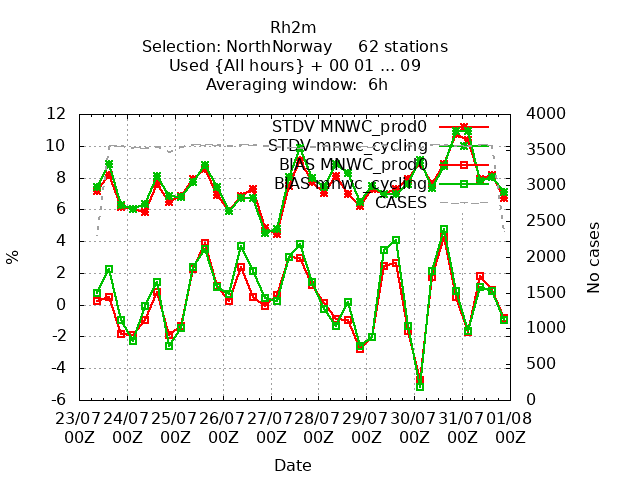 Rh2m
Selection: NorthNorway 62 stations
Used {All hours} + 00 01 ... 09
Averaging window: 6h
12 4000
STDV MNWC_prod0
10 3500
STDV mnwc_cycling
BIAS MNWC_prod0
8 3000
BIAS mnwc_cycling
CASES
6 2500
4 2000
%
No cases
2 1500
0 1000
-2
-4 500
-6 0
23/07 24/07 25/07 26/07 27/07 28/07 29/07 30/07 31/07 01/08
00Z 00Z 00Z 00Z 00Z 00Z 00Z 00Z 00Z 00Z
Date